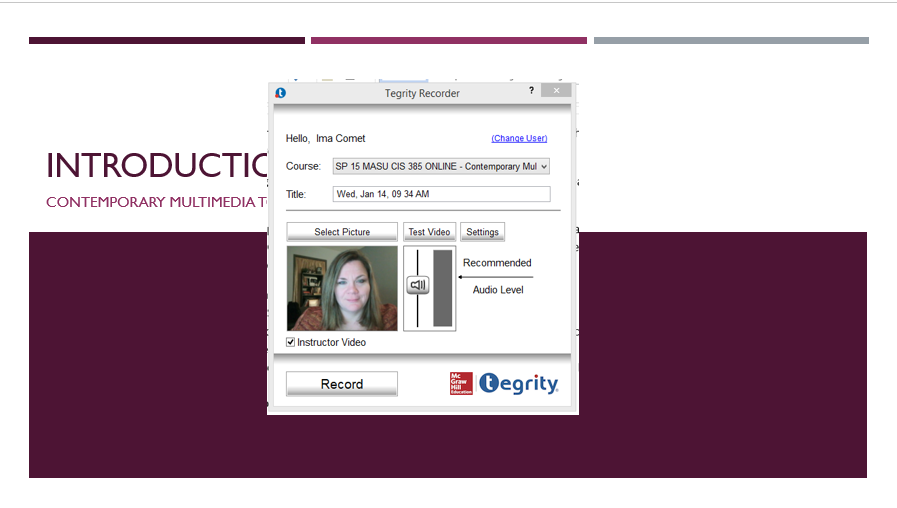 Tegrity Recorder ?
Hello, Ima Comet (Change User)
Course: SP 15 MASU CIS 385 ONLINE - Contemporary Mul
Title: Wed, Jan 14, 09 34 AM
INTRODUCTIO
CONTEMPORARY MULTIMEDIA T
Select Picture Test Video Settings
Recommended
Audio Level
Instructor Video
Record
Mc
Graw
Hill
Education
tegrity